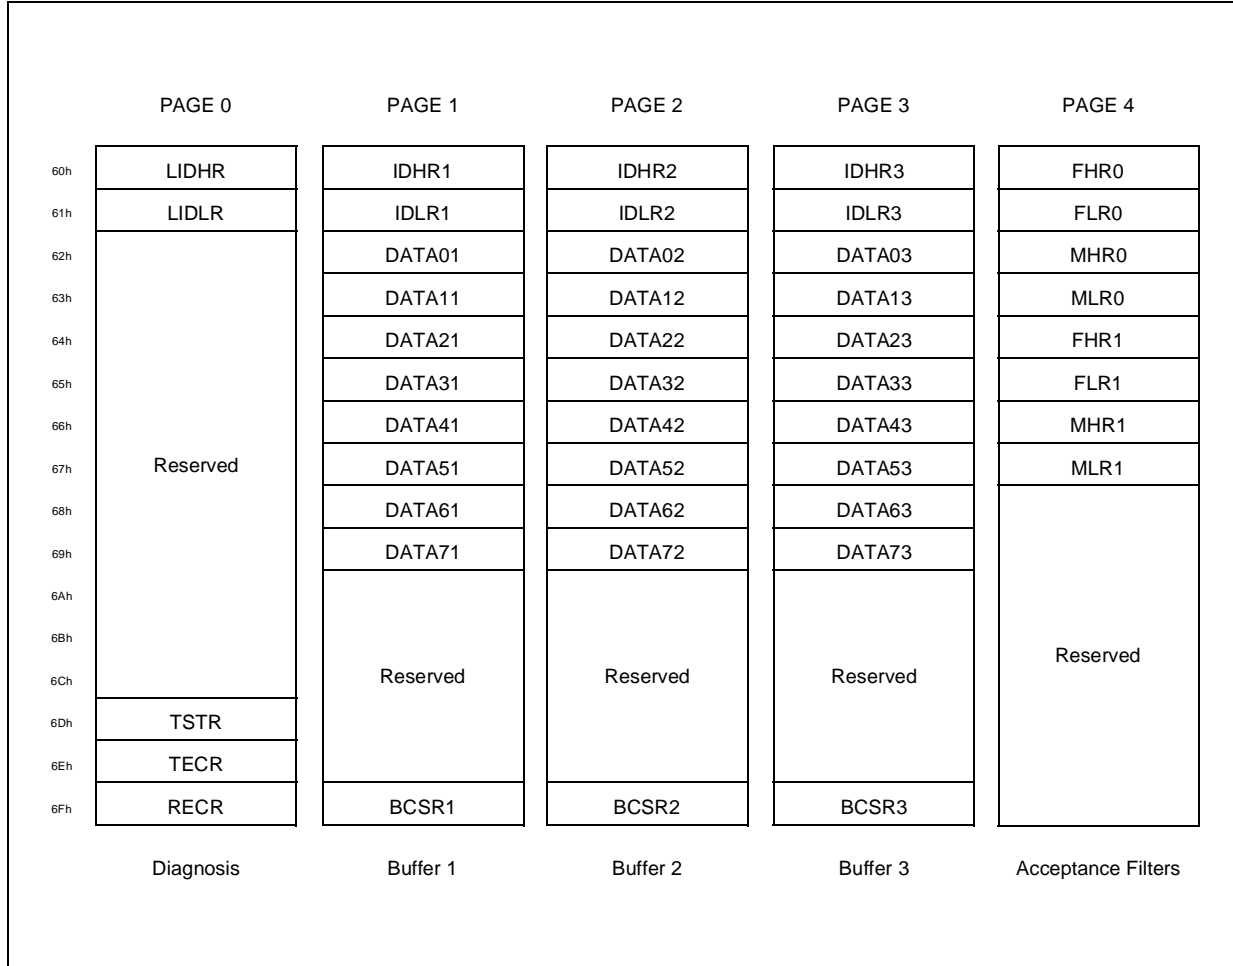 PAGE 0 PAGE 1 PAGE 2 PAGE 3 PAGE 4
60h LIDHR IDHR1 IDHR2 IDHR3 FHR0
61h LIDLR IDLR1 IDLR2 IDLR3 FLR0
62h DATA01 DATA02 DATA03 MHR0
63h DATA11 DATA12 DATA13 MLR0
64h DATA21 DATA22 DATA23 FHR1
65h DATA31 DATA32 DATA33 FLR1
66h DATA41 DATA42 DATA43 MHR1
67h Reserved DATA51 DATA52 DATA53 MLR1
68h DATA61 DATA62 DATA63
69h DATA71 DATA72 DATA73
6Ah
6Bh
Reserved
6Ch Reserved Reserved Reserved
6Dh TSTR
6Eh TECR
6Fh RECR BCSR1 BCSR2 BCSR3
Diagnosis Buffer 1 Buffer 2 Buffer 3 Acceptance Filters